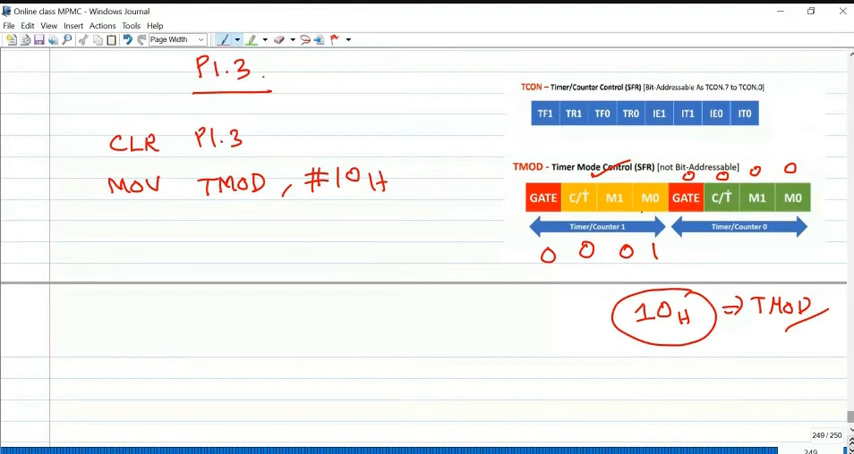 Online class MPMC - Windows Journal
File Edit View Insert Actions Tools Help
Page Width
P1.3.
CLR P1.3
MOV TMOD, #10H
TCON – Timer/Counter Control (SFR) [Bit-Addressable As TCON.7 to TCON.0]
TF1 TR1 TF0 TR0 IE1 IT1 IE0 IT0
TMOD - Timer Mode Control (SFR) [not Bit-Addressable]
0 0 0 0
GATE C/T̄ M1 M0 GATE C/T̄ M1 M0
Timer/Counter 1 Timer/Counter 0
0 0 0 1
10H ⇒ TMOD
249 / 250
249